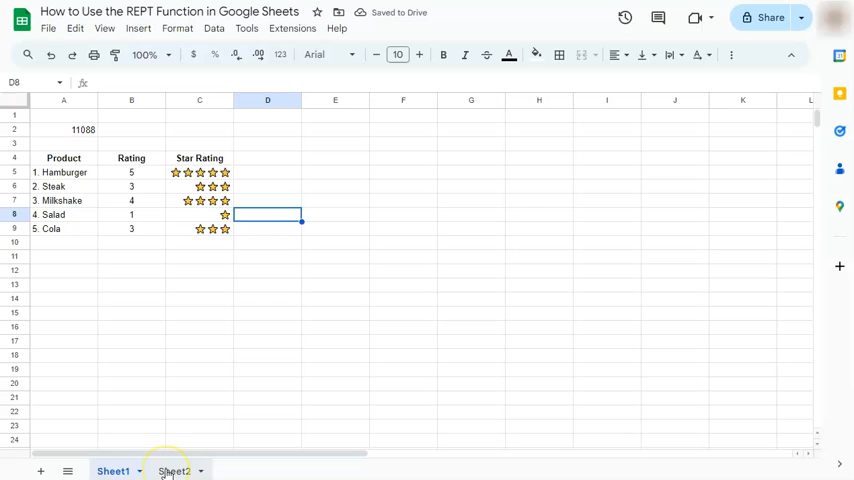 How to Use the REPT Function in Google Sheets Saved to Drive
File Edit View Insert Format Data Tools Extensions Help
Share
100% $ % .0 .00 123 Arial 10 B I A
D8 fx
A B C D E F G H I J K L
1
2 11088
3
4 Product Rating Star Rating
5 1. Hamburger 5
6 2. Steak 3
7 3. Milkshake 4
8 4. Salad 1
9 5. Cola 3
10
11
12
13
14
15
16
17
18
19
20
21
22
23
24
Sheet1 Sheet2